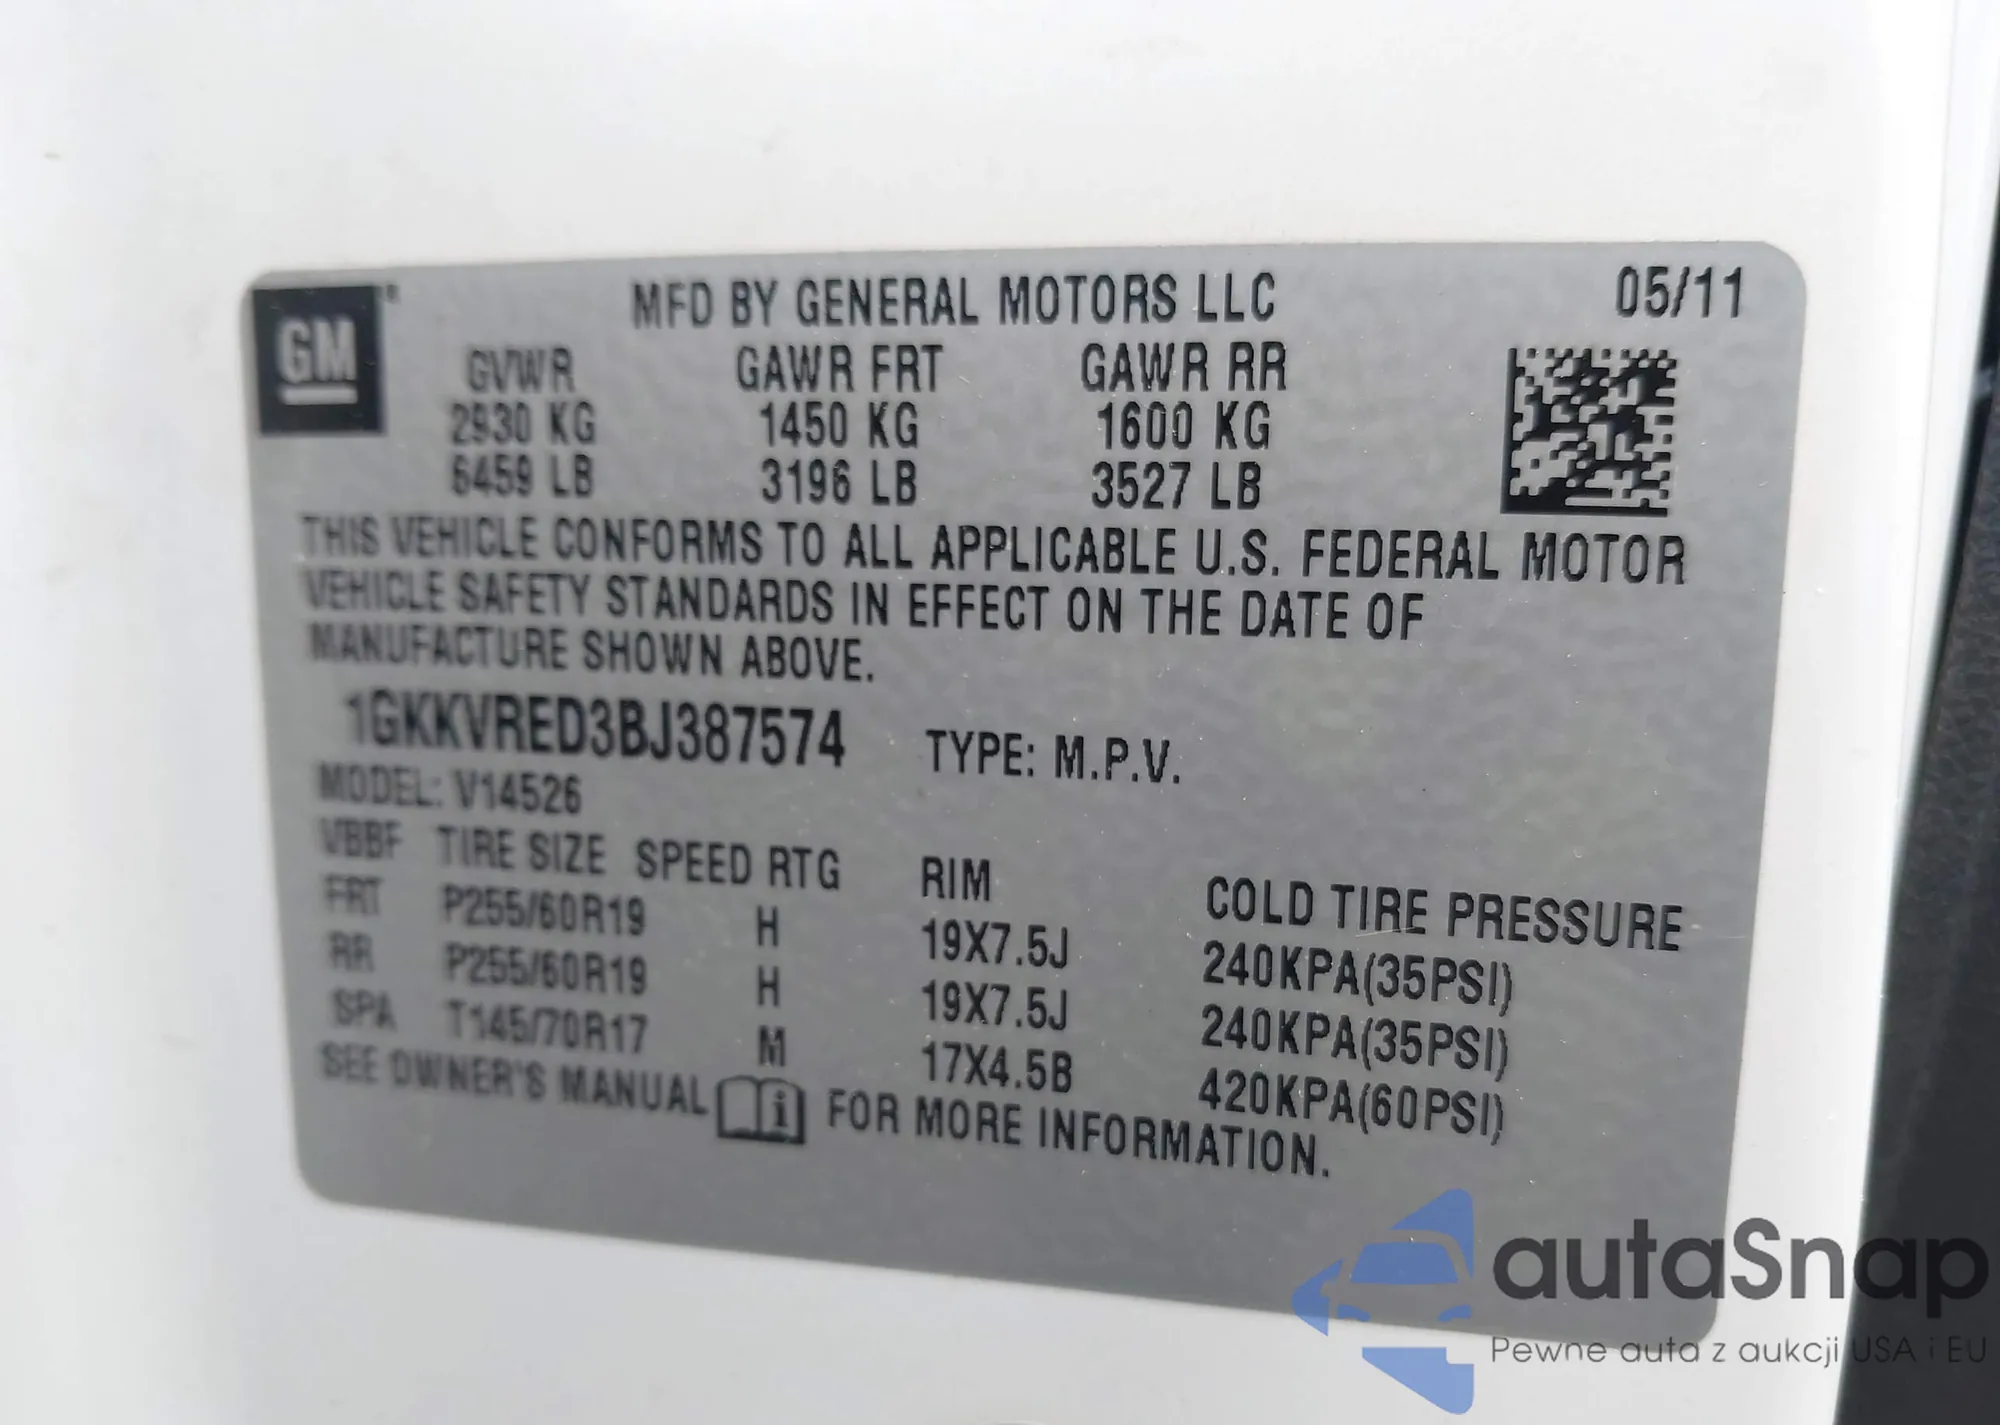 GM
MFD BY GENERAL MOTORS LLC 05/11
GVWR GAWR FRT GAWR RR
2930 KG 1450 KG 1600 KG
6459 LB 3196 LB 3527 LB
THIS VEHICLE CONFORMS TO ALL APPLICABLE U.S. FEDERAL MOTOR
VEHICLE SAFETY STANDARDS IN EFFECT ON THE DATE OF
MANUFACTURE SHOWN ABOVE.
1GKKVRED3BJ387574 TYPE: M.P.V.
MODEL: V14526
VBBF TIRE SIZE SPEED RTG RIM COLD TIRE PRESSURE
FRT P255/60R19 H 19X7.5J 240KPA(35PSI)
RR P255/60R19 H 19X7.5J 240KPA(35PSI)
SPA T145/70R17 M 17X4.5B 420KPA(60PSI)
SEE OWNER'S MANUAL FOR MORE INFORMATION.
autaSnap
Pewne auta z aukcji USA i EU